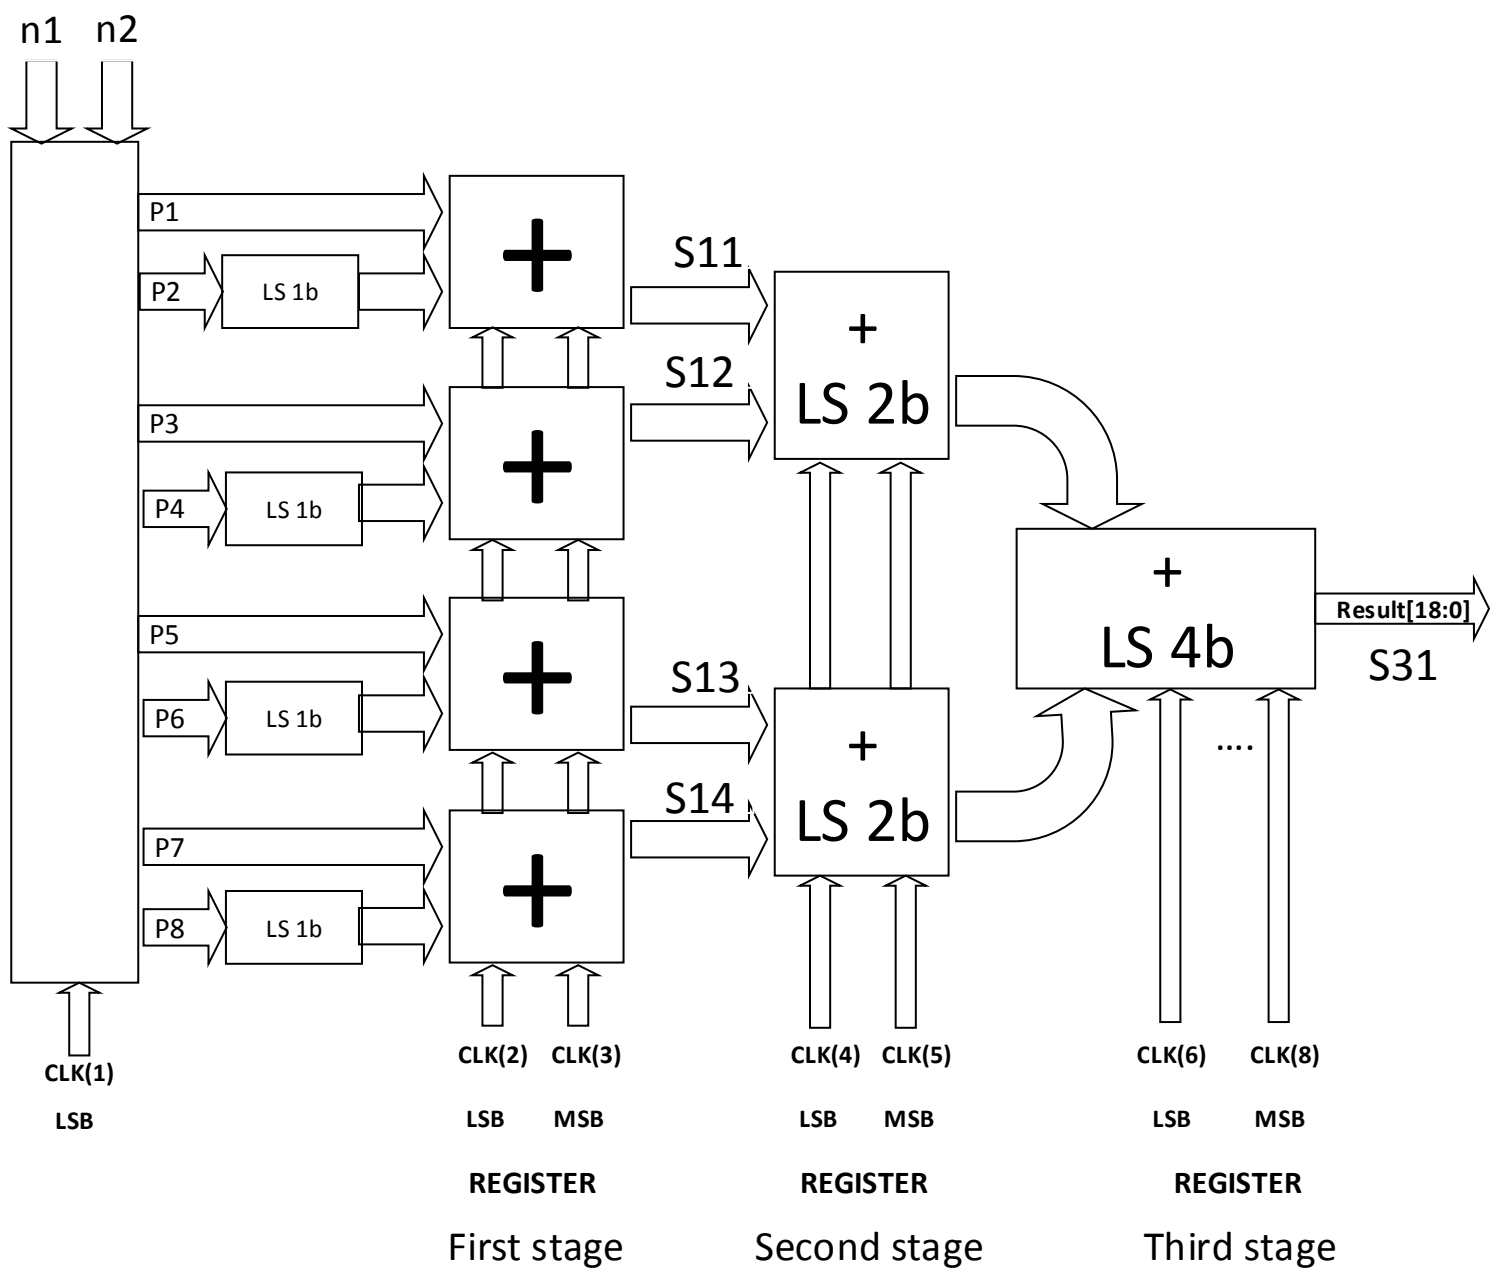 n1 n2
P1
P2 LS 1b
+
S11
P3
P4 LS 1b
+
S12
+
LS 2b
P5
P6 LS 1b
+
S13
P7
P8 LS 1b
+
S14
+
LS 2b
+
LS 4b
Result[18:0]
S31
....
CLK(1)
LSB
CLK(2) CLK(3) CLK(4) CLK(5) CLK(6) CLK(8)
LSB MSB LSB MSB LSB MSB
REGISTER REGISTER REGISTER
First stage Second stage Third stage